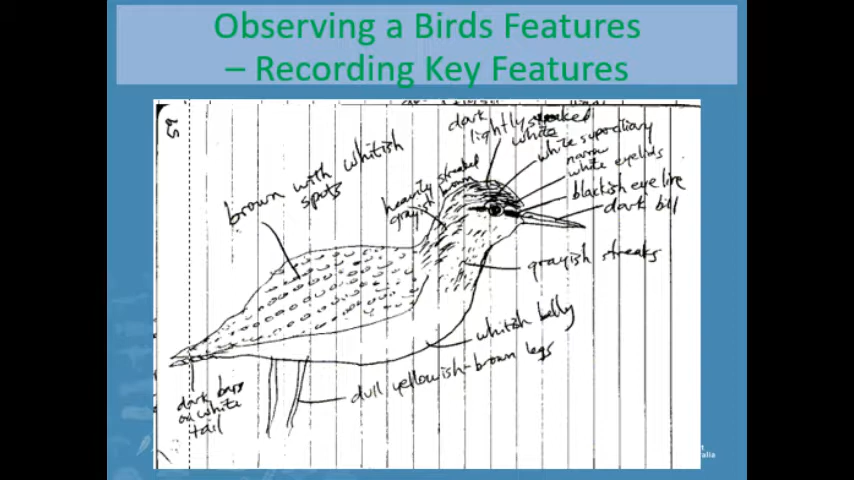 Observing a Birds Features
– Recording Key Features
dark
lightly streaked
white
white superciliary
narrow
white eyelids
blackish eye line
dark bill
brown with whitish
spots
heavily streaked
grayish brown
grayish streaks
whitish belly
dull yellowish-brown legs
dark bars
on white
tail